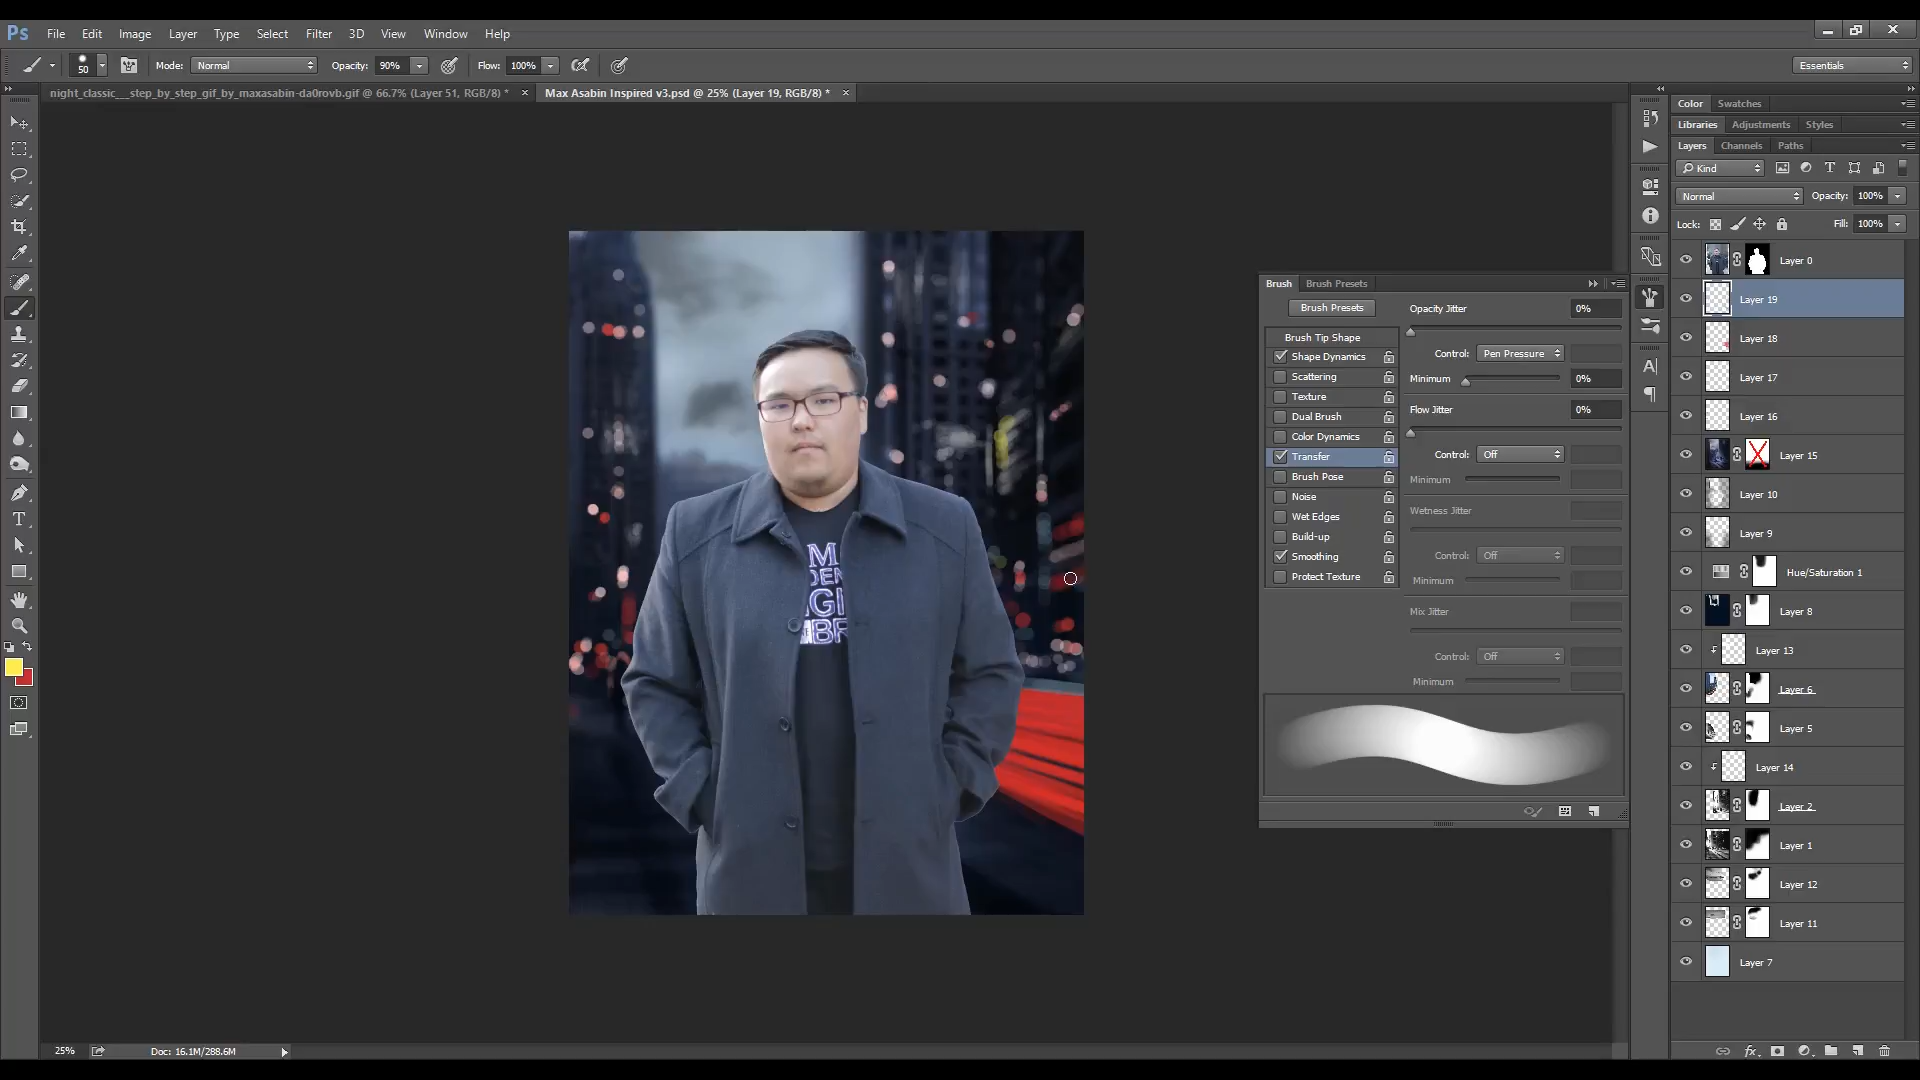 Ps File Edit Image Layer Type Select Filter 3D View Window Help
50 Mode: Normal Opacity: 90% Flow: 100% Essentials
night_classic___step_by_step_gif_by_maxasabin-da0rovb.gif @ 66.7% (Layer 51, RGB/8) * × Max Asabin Inspired v3.psd @ 25% (Layer 19, RGB/8) * ×
Color Swatches
Libraries Adjustments Styles
Layers Channels Paths
Kind
Normal Opacity: 100%
Lock: Fill: 100%
Layer 0
Layer 19
Layer 18
Layer 17
Layer 16
Layer 15
Layer 10
Layer 9
Hue/Saturation 1
Layer 8
Layer 13
Layer 6
Layer 5
Layer 14
Layer 2
Layer 1
Layer 12
Layer 11
Layer 7
Brush Brush Presets
Brush Presets
Brush Tip Shape
Shape Dynamics
Scattering
Texture
Dual Brush
Color Dynamics
Transfer
Brush Pose
Noise
Wet Edges
Build-up
Smoothing
Protect Texture
Opacity Jitter 0%
Control: Pen Pressure
Minimum 0%
Flow Jitter 0%
Control: Off
Minimum
Wetness Jitter
Control: Off
Minimum
Mix Jitter
Control: Off
Minimum
25% Doc: 16.1M/288.6M